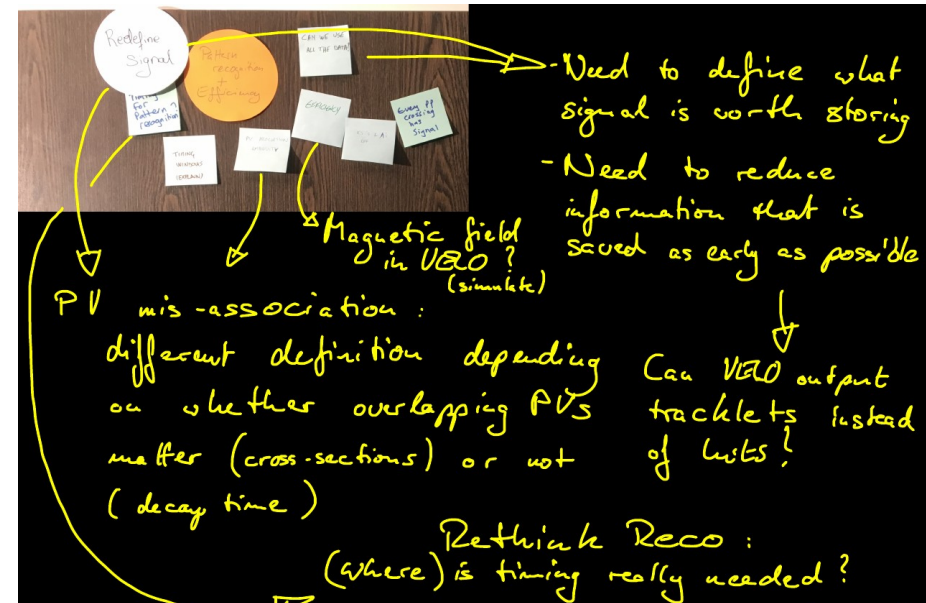 Redefine
Signal
Pattern
recognition
+
Efficiency
CAN WE USE
ALL THE DATA?
Timing
for
Pattern
recognition
EFFICIENCY
Every PP
crossing
has
signal
TIMING
- Need to define what
signal is worth storing
- Need to reduce
information that is
saved as early as possible
Magnetic field
in VELO?
(simulate)
PV mis-association:
different definition depending
on whether overlapping PVs
matter (cross-sections) or not
(decay time)
Can VELO output
tracklets instead
of hits?
Rethink Reco:
(where) is timing really needed?